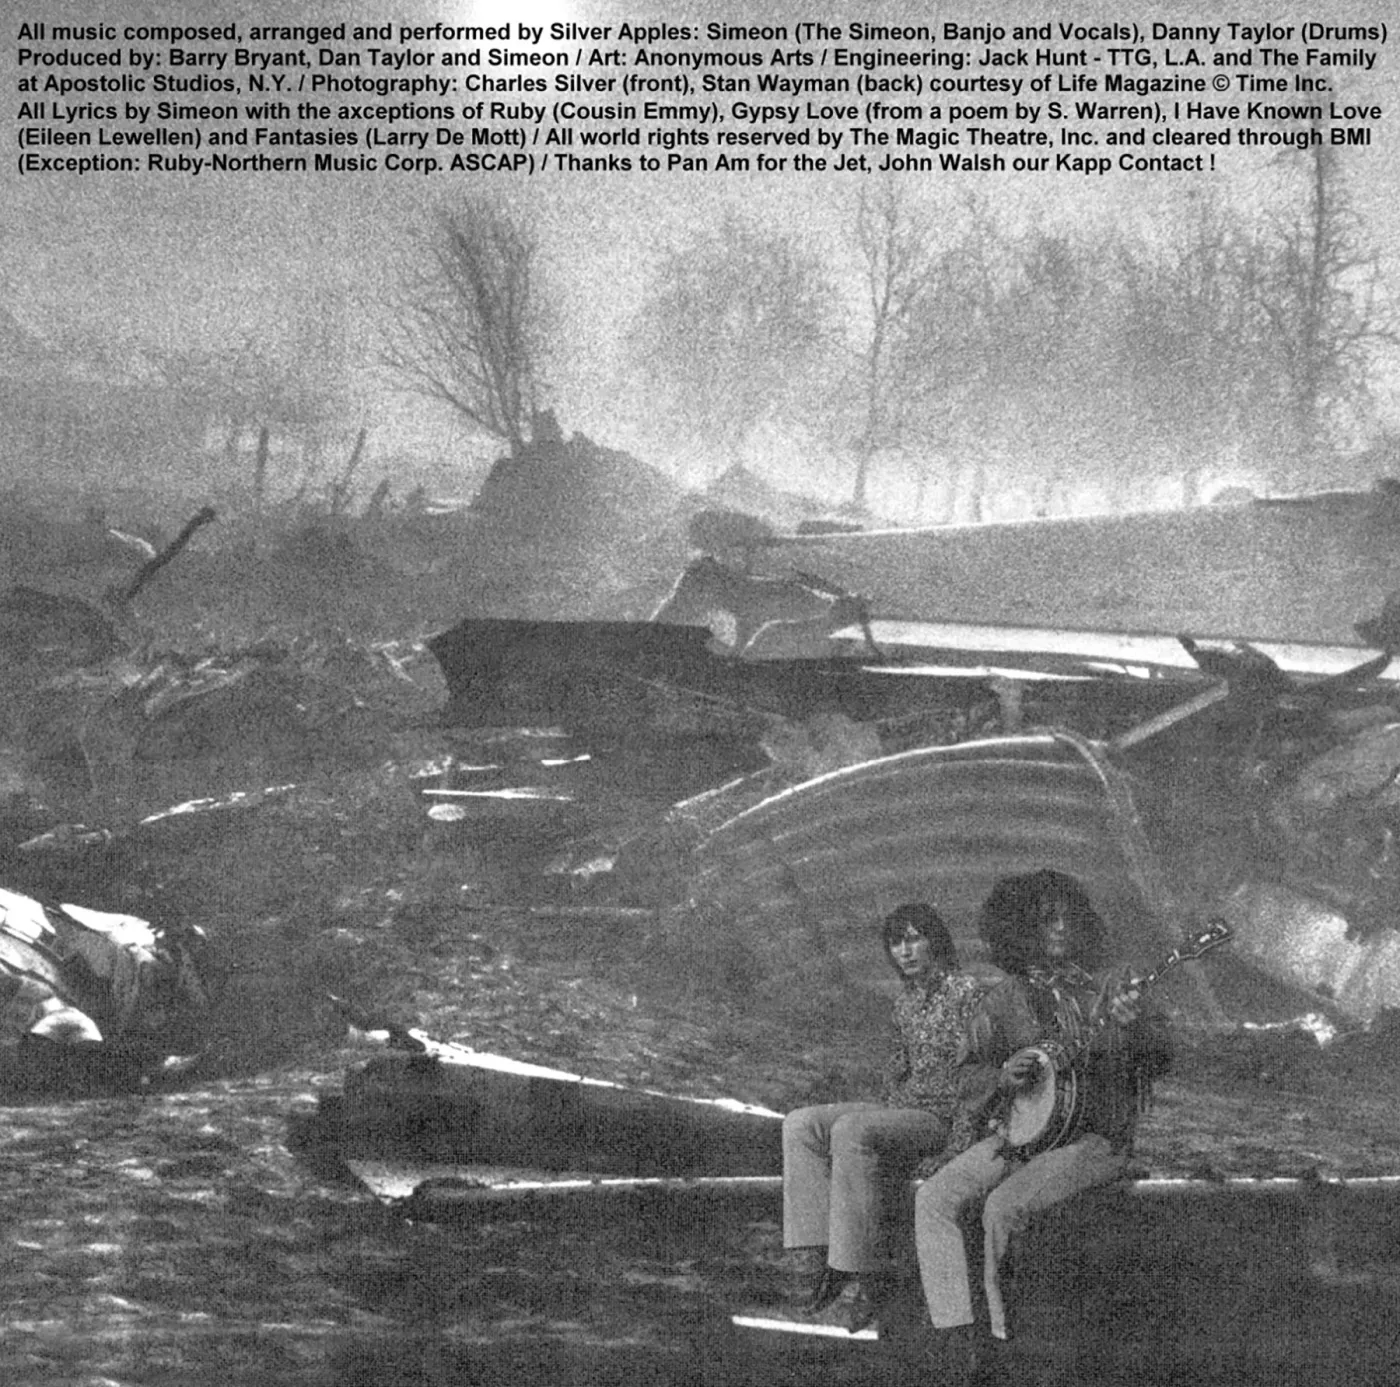 All music composed, arranged and performed by Silver Apples: Simeon (The Simeon, Banjo and Vocals), Danny Taylor (Drums)
Produced by: Barry Bryant, Dan Taylor and Simeon / Art: Anonymous Arts / Engineering: Jack Hunt - TTG, L.A. and The Family
at Apostolic Studios, N.Y. / Photography: Charles Silver (front), Stan Wayman (back) courtesy of Life Magazine © Time Inc.
All Lyrics by Simeon with the axceptions of Ruby (Cousin Emmy), Gypsy Love (from a poem by S. Warren), I Have Known Love
(Eileen Lewellen) and Fantasies (Larry De Mott) / All world rights reserved by The Magic Theatre, Inc. and cleared through BMI
(Exception: Ruby-Northern Music Corp. ASCAP) / Thanks to Pan Am for the Jet, John Walsh our Kapp Contact !